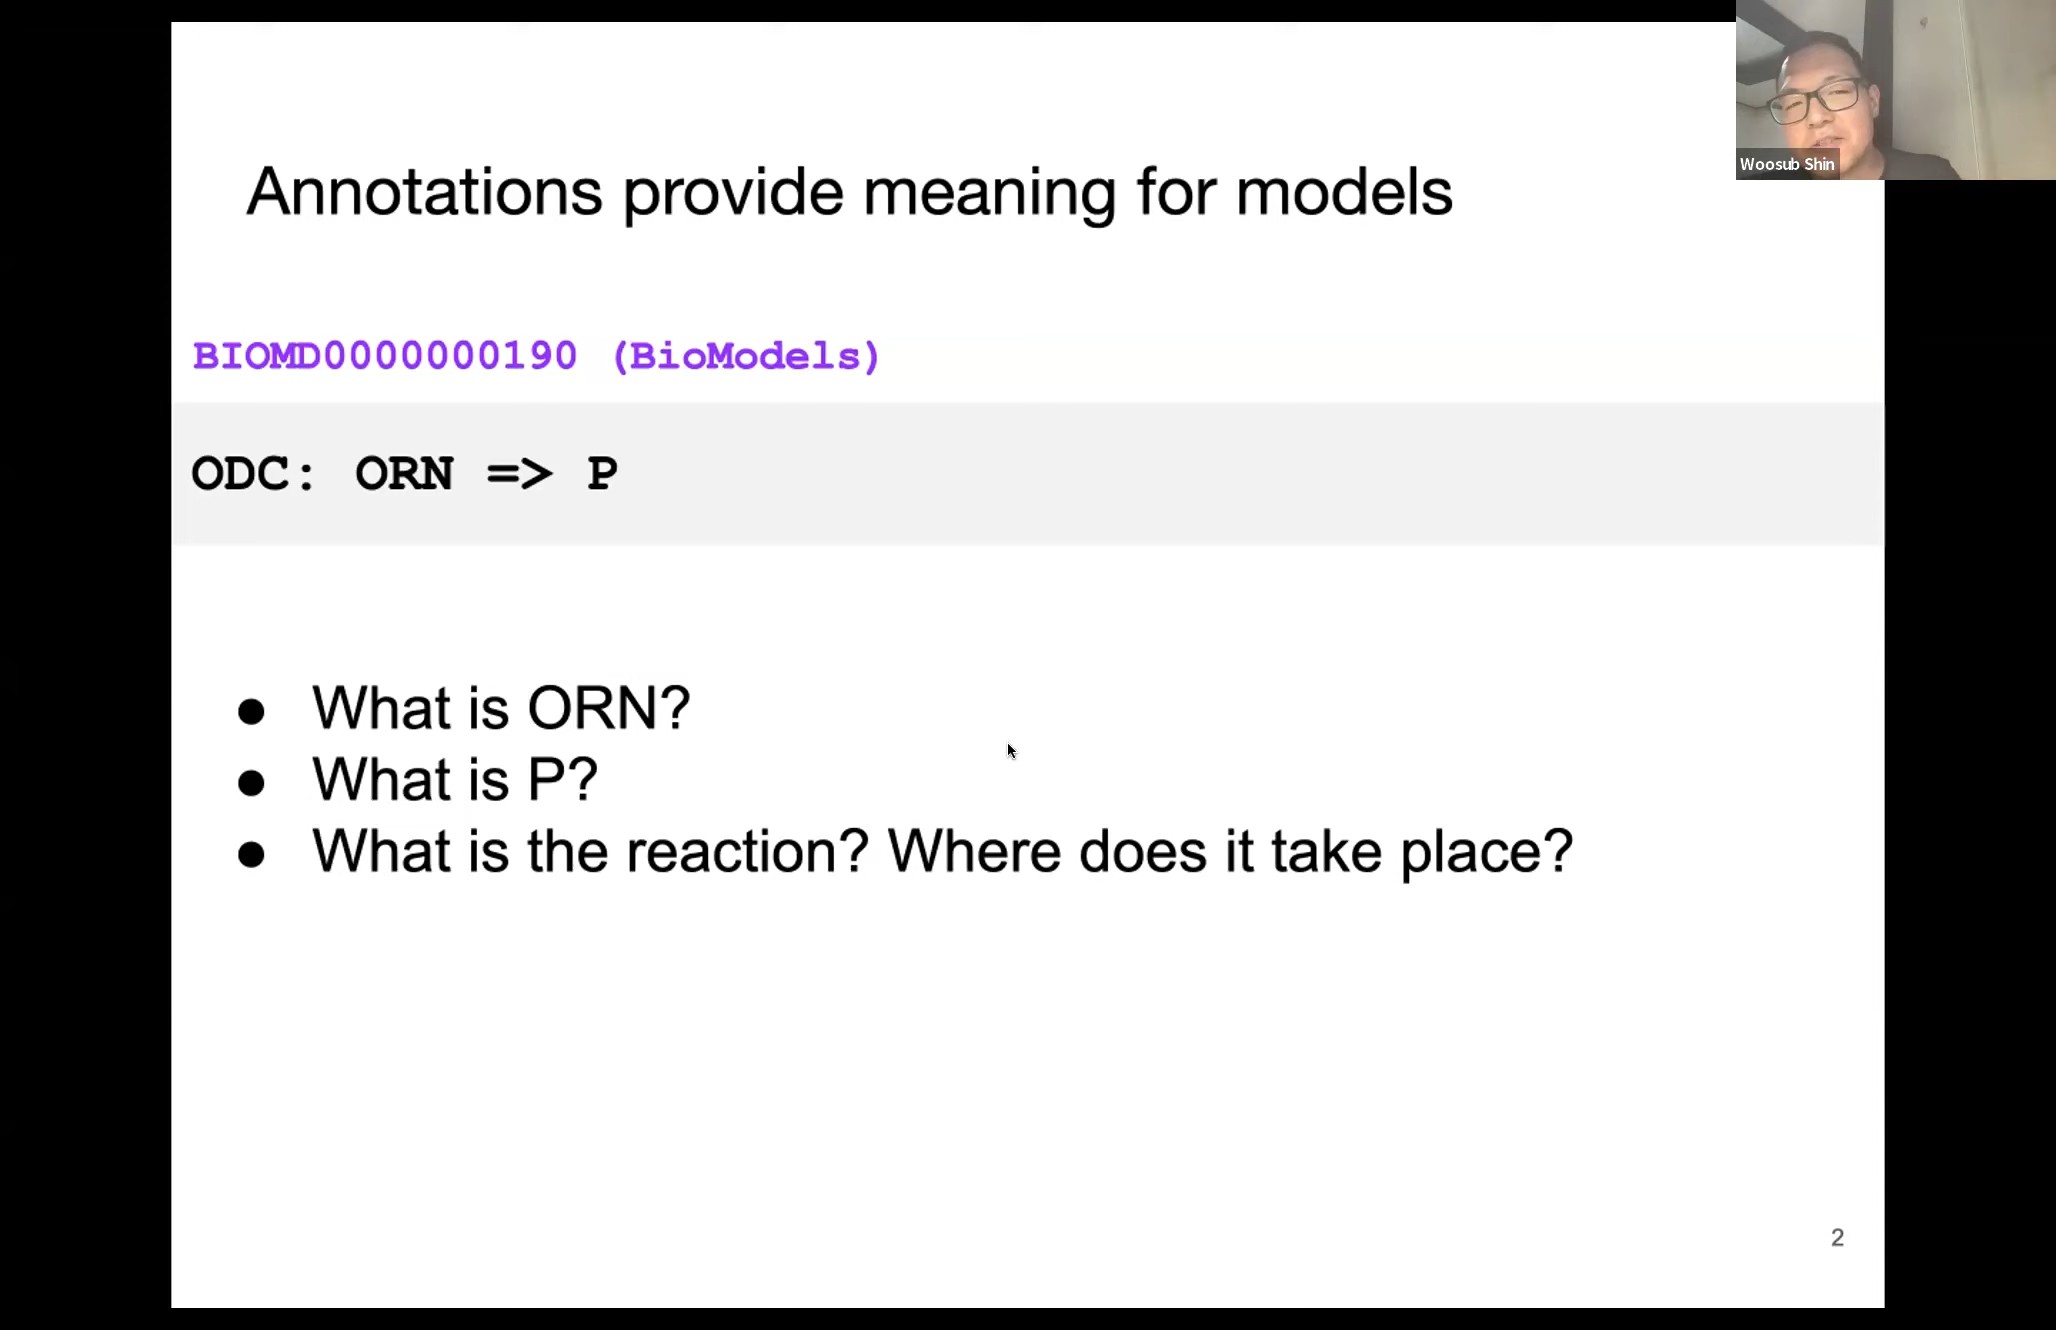 Woosub Shin
Annotations provide meaning for models
BIOMD0000000190 (BioModels)
ODC: ORN => P
● What is ORN?
● What is P?
● What is the reaction? Where does it take place?
2